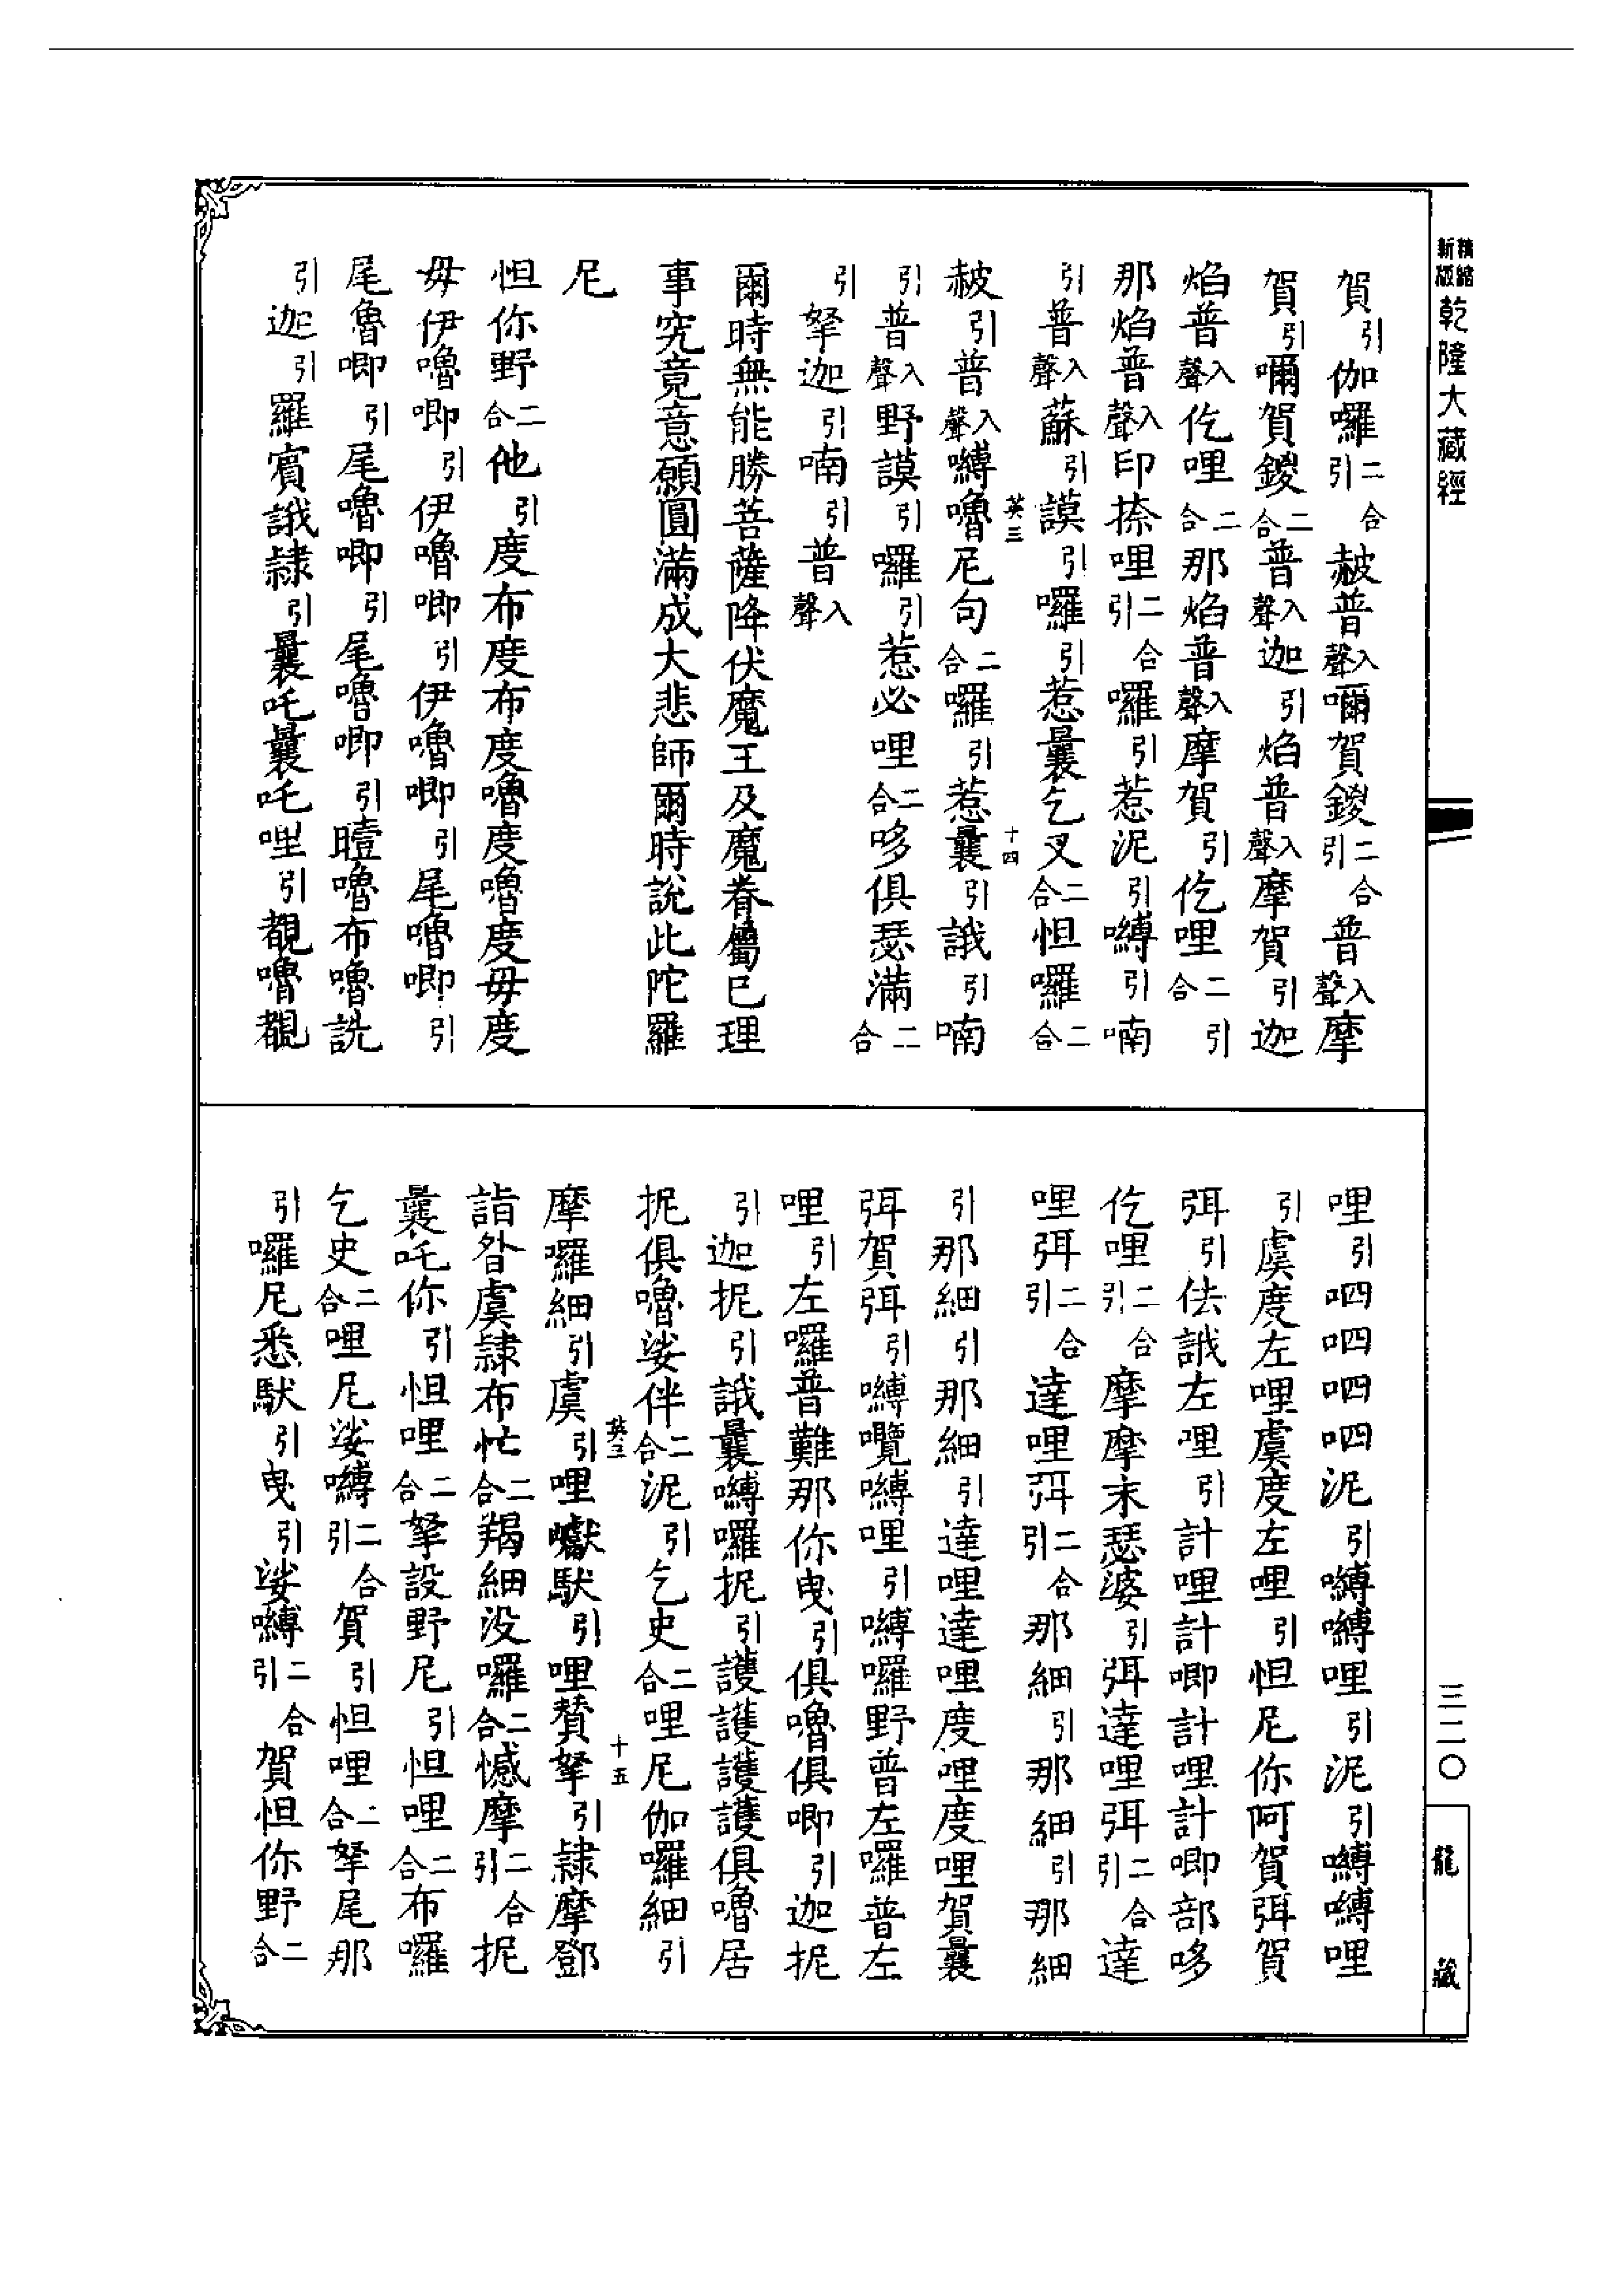 精縮
新版
乾隆大藏經
賀引伽囉二合引赦普入聲嚩賀鑁二合引普入聲摩
賀引嚩賀鑁二合普入聲迦引焰普入聲摩賀引迦
焰普入聲仡哩二合那焰普入聲摩賀引仡哩二合引
那焰普入聲印捺哩二合引囉引惹泥引嚩引喃
引普入聲蘇引謨引囉引惹曩乞叉二合怛囉二合
赦引普入聲嚩嚕尼句二合囉引惹曩引誐引喃
英三
十四
引普入聲野謨引囉引惹必哩二合哆俱瑟滿二合
引拏迦引喃引普入聲
爾時無能勝菩薩降伏魔王及魔眷屬已理
事究竟意願圓滿成大悲師爾時說此陀羅
尼
怛你野二合他引度布度布度嚕度嚕度毋度
毋伊嚕唧引伊嚕唧引伊嚕唧引尾嚕唧引
尾魯唧引尾嚕唧引尾嚕唧引曀嚕布嚕詵
引迦引羅賓誐隷引曩吒曩吒哩引覩嚕覩
哩引呬呬呬呬泥引嚩嚩哩引泥引嚩嚩哩
引虞度左哩虞度左哩引怛尼你阿賀弭賀
弭引佉誐左哩引計哩計唧計哩計唧部哆
仡哩二合引摩摩末瑟婆引弭達哩弭二合引達
哩弭二合引達哩弭二合引那細引那細引那細
引那細引那細引達哩達哩度哩度哩賀曩
弭賀弭引嚩囕嚩哩引嚩囉野普左囉普左
哩引左囉普難那你曳引俱嚕俱唧引迦抳
引迦抳引誐曩嚩囉抳引護護護護俱嚕居
抳俱嚕娑伴二合泥引乞史二合哩尼伽囉細引
英三
十五
摩囉細引虞引哩巘馱引哩贊拏引隷摩鄧
詣沓虞隷布忙二合羯細沒囉二合憾摩二合引抳
曩吒你引怛哩二合拏設野尼引怛哩二合布囉
乞史二合哩尼娑嚩二合引賀引怛哩二合拏尾那
引囉尼悉馱引曳引娑嚩二合引賀怛你野二合
三二〇
龍藏